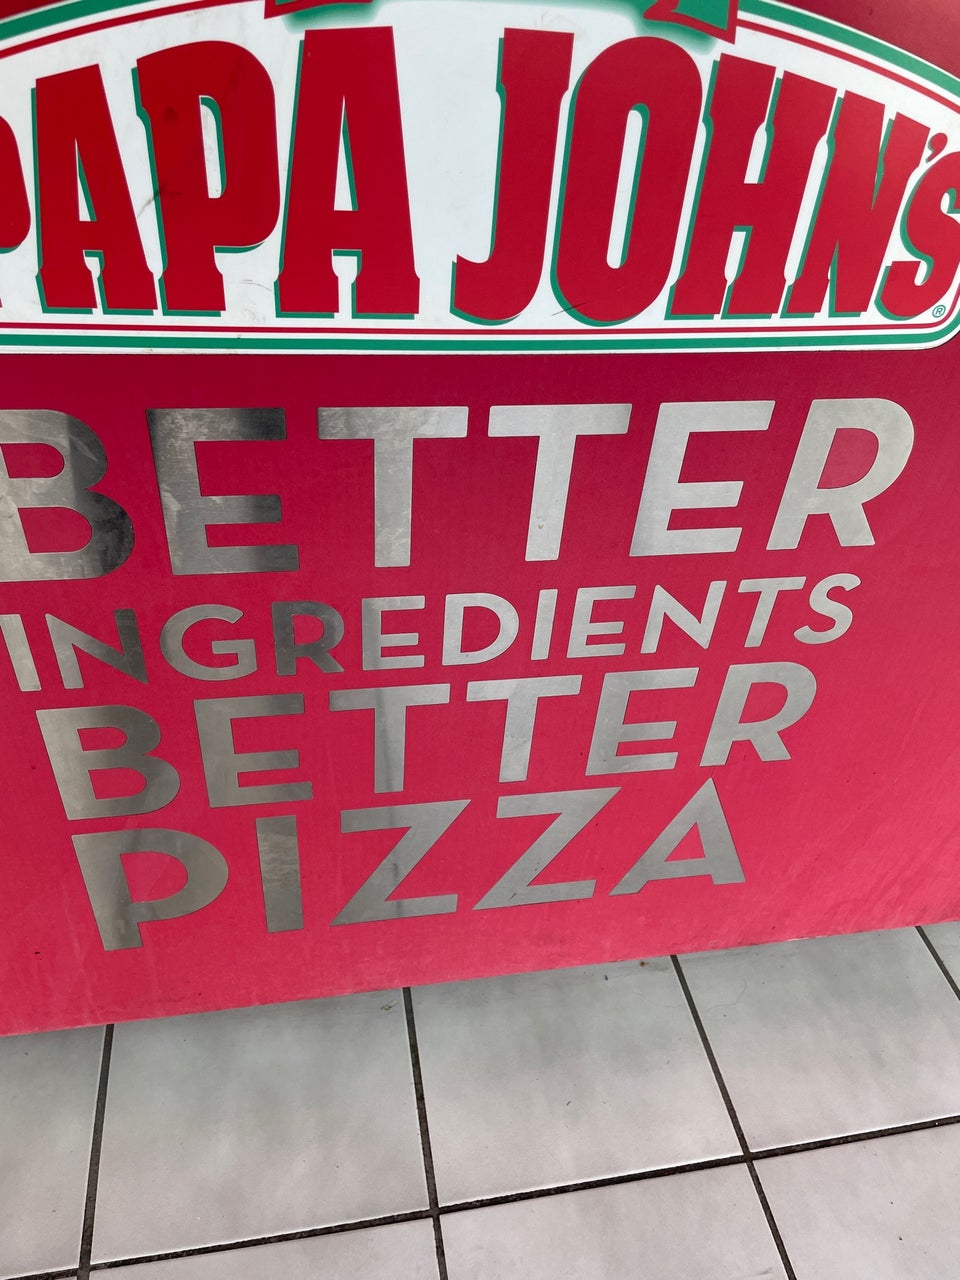 PAPA JOHN'S®
BETTER
INGREDIENTS
BETTER
PIZZA